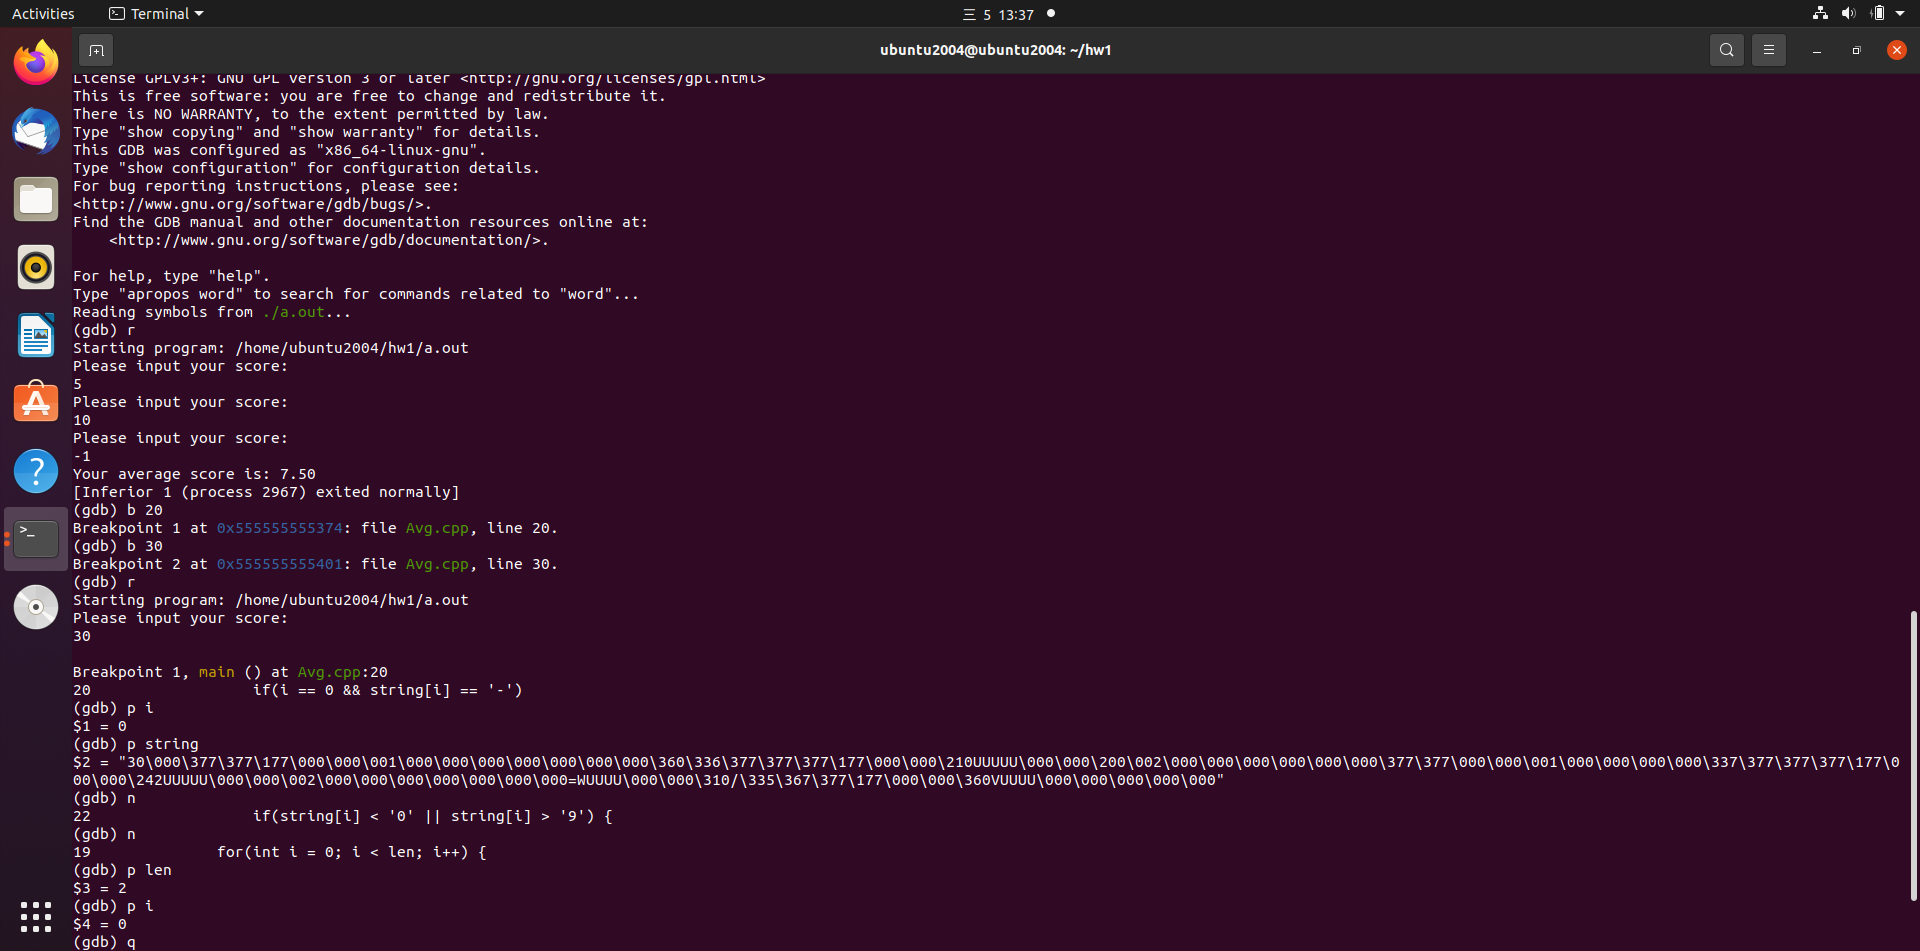 Activities
Terminal
三 5 13:37
ubuntu2004@ubuntu2004: ~/hw1
License GPLv3+: GNU GPL version 3 or later <http://gnu.org/licenses/gpl.html>
This is free software: you are free to change and redistribute it.
There is NO WARRANTY, to the extent permitted by law.
Type "show copying" and "show warranty" for details.
This GDB was configured as "x86_64-linux-gnu".
Type "show configuration" for configuration details.
For bug reporting instructions, please see:
<http://www.gnu.org/software/gdb/bugs/>.
Find the GDB manual and other documentation resources online at:
    <http://www.gnu.org/software/gdb/documentation/>.
For help, type "help".
Type "apropos word" to search for commands related to "word"...
Reading symbols from ./a.out...
(gdb) r
Starting program: /home/ubuntu2004/hw1/a.out
Please input your score:
5
Please input your score:
10
Please input your score:
-1
Your average score is: 7.50
[Inferior 1 (process 2967) exited normally]
(gdb) b 20
Breakpoint 1 at 0x555555555374: file Avg.cpp, line 20.
(gdb) b 30
Breakpoint 2 at 0x555555555401: file Avg.cpp, line 30.
(gdb) r
Starting program: /home/ubuntu2004/hw1/a.out
Please input your score:
30
Breakpoint 1, main () at Avg.cpp:20
20                  if(i == 0 && string[i] == '-')
(gdb) p i
$1 = 0
(gdb) p string
$2 = "30\000\377\377\177\000\000\001\000\000\000\000\000\000\000\360\336\377\377\377\177\000\000\210UUUUU\000\000\200\002\000\000\000\000\000\000\377\377\000\000\001\000\000\000\000\337\377\377\377\177\0
00\000\242UUUUU\000\000\002\000\000\000\000\000\000\000=WUUUU\000\000\310/\335\367\377\177\000\000\360VUUUU\000\000\000\000\000"
(gdb) n
22                  if(string[i] < '0' || string[i] > '9') {
(gdb) n
19              for(int i = 0; i < len; i++) {
(gdb) p len
$3 = 2
(gdb) p i
$4 = 0
(gdb) q